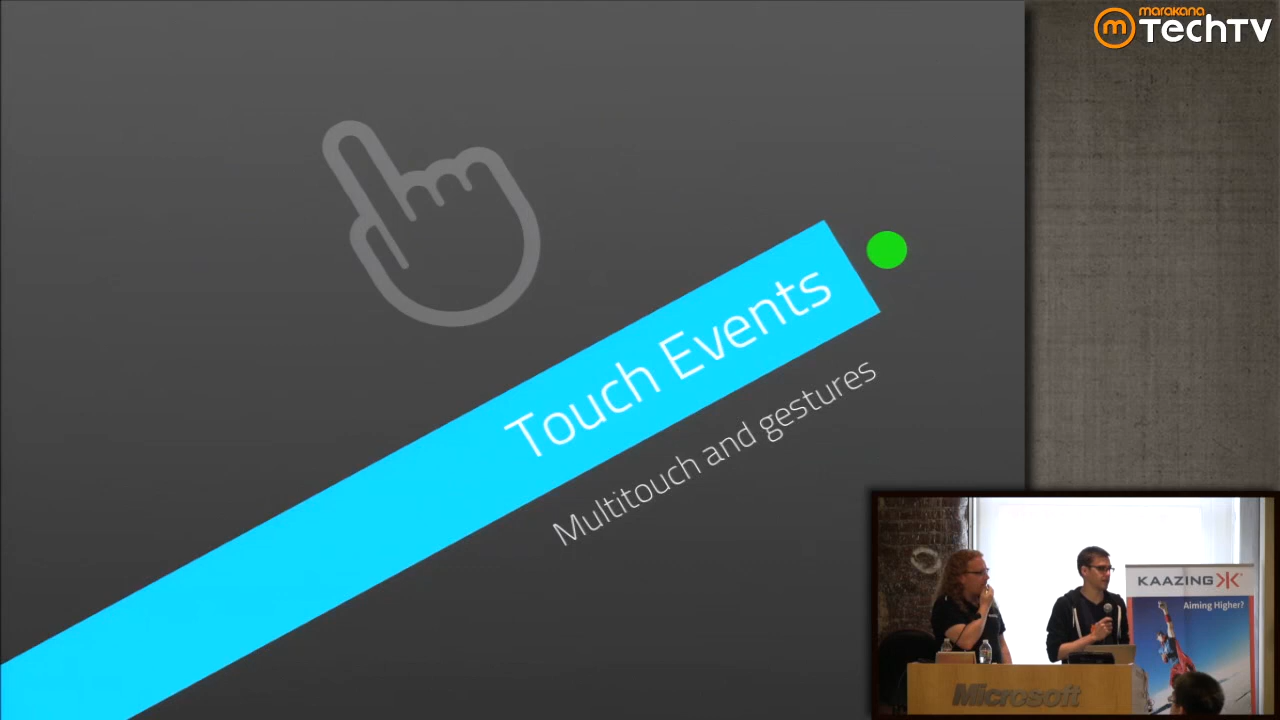 marakana
m TechTV
Touch Events
Multitouch and gestures
KAAZING
Aiming Higher?
Microsoft